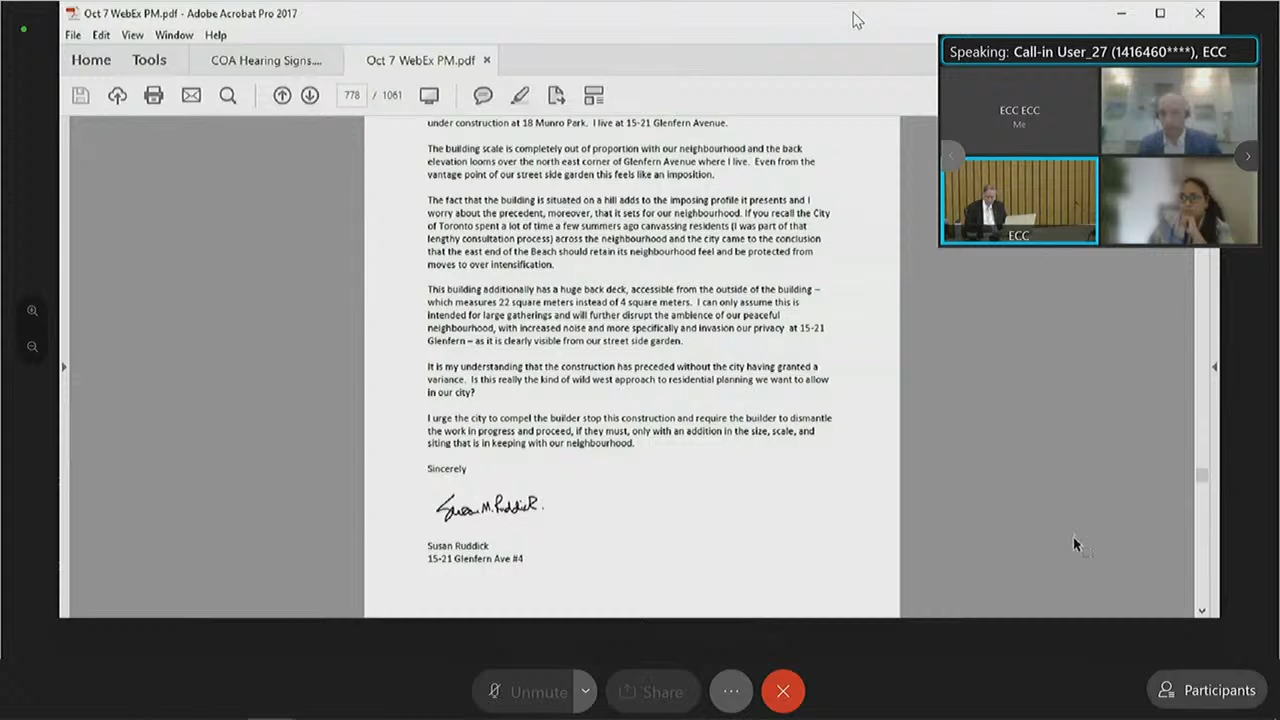 Oct 7 WebEx PM.pdf - Adobe Acrobat Pro 2017
File Edit View Window Help
Home Tools COA Hearing Signs.... Oct 7 WebEx PM.pdf ×
778 / 1061
Speaking: Call-in User_27 (1416460****), ECC
ECC ECC
Me
ECC
under construction at 18 Munro Park. I live at 15-21 Glenfern Avenue.
The building scale is completely out of proportion with our neighbourhood and the back
elevation looms over the north east corner of Glenfern Avenue where I live. Even from the
vantage point of our street side garden this feels like an imposition.
The fact that the building is situated on a hill adds to the imposing profile it presents and I
worry about the precedent, moreover, that it sets for our neighbourhood. If you recall the City
of Toronto spent a lot of time a few summers ago canvassing residents (I was part of that
lengthy consultation process) across the neighbourhood and the city came to the conclusion
that the east end of the Beach should retain its neighbourhood feel and be protected from
moves to over intensification.
This building additionally has a huge back deck, accessible from the outside of the building –
which measures 22 square meters instead of 4 square meters. I can only assume this is
intended for large gatherings and will further disrupt the ambience of our peaceful
neighbourhood, with increased noise and more specifically and invasion our privacy at 15-21
Glenfern – as it is clearly visible from our street side garden.
It is my understanding that the construction has preceded without the city having granted a
variance. Is this really the kind of wild west approach to residential planning we want to allow
in our city?
I urge the city to compel the builder stop this construction and require the builder to dismantle
the work in progress and proceed, if they must, only with an addition in the size, scale, and
siting that is in keeping with our neighbourhood.
Sincerely
Susan M. Ruddick.
Susan Ruddick
15-21 Glenfern Ave #4
Unmute Share Participants